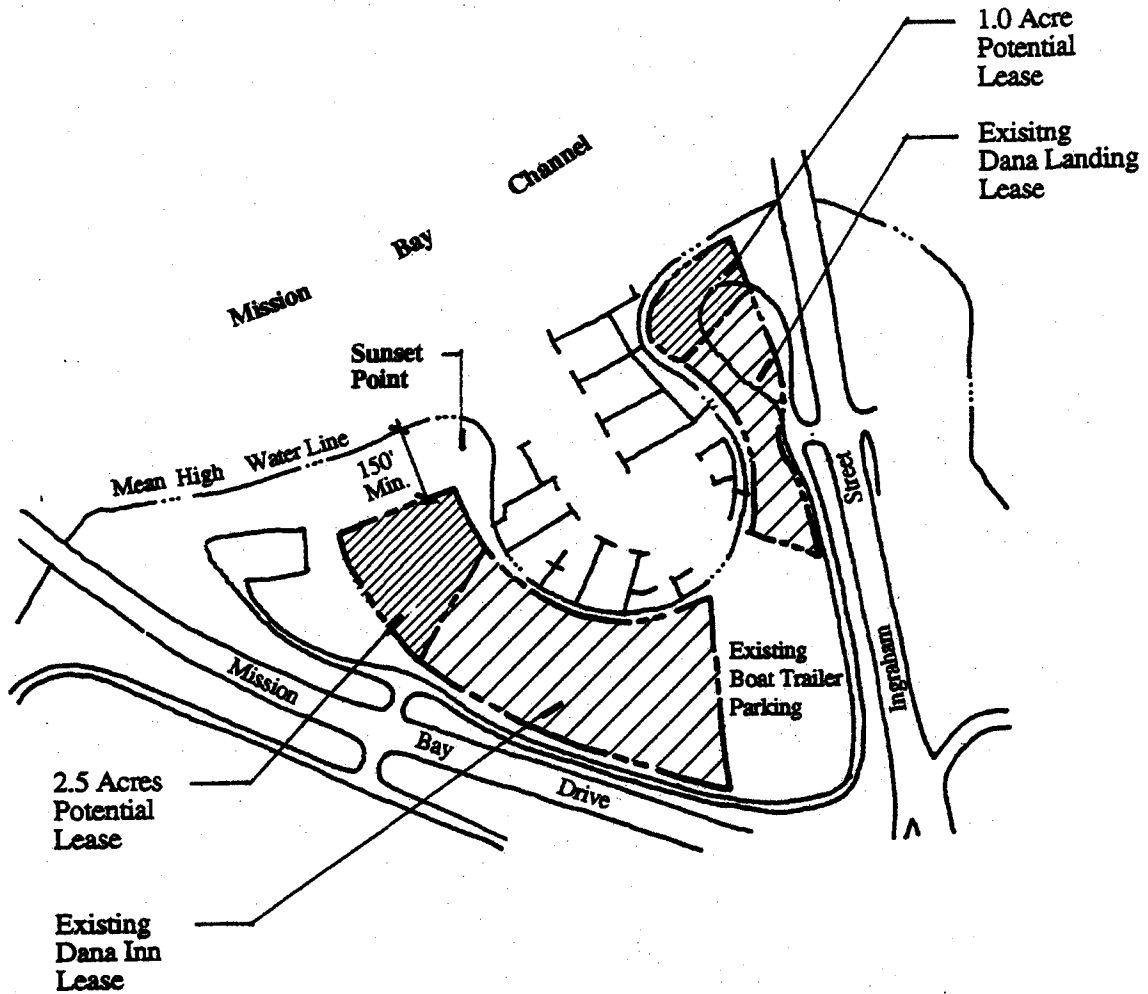 1.0 Acre
Potential
Lease
Exisitng
Dana Landing
Lease
Mission Bay Channel
Sunset
Point
Mean High Water Line
150'
Min.
Ingraham Street
Existing
Boat Trailer
Parking
Mission Bay Drive
2.5 Acres
Potential
Lease
Existing
Dana Inn
Lease